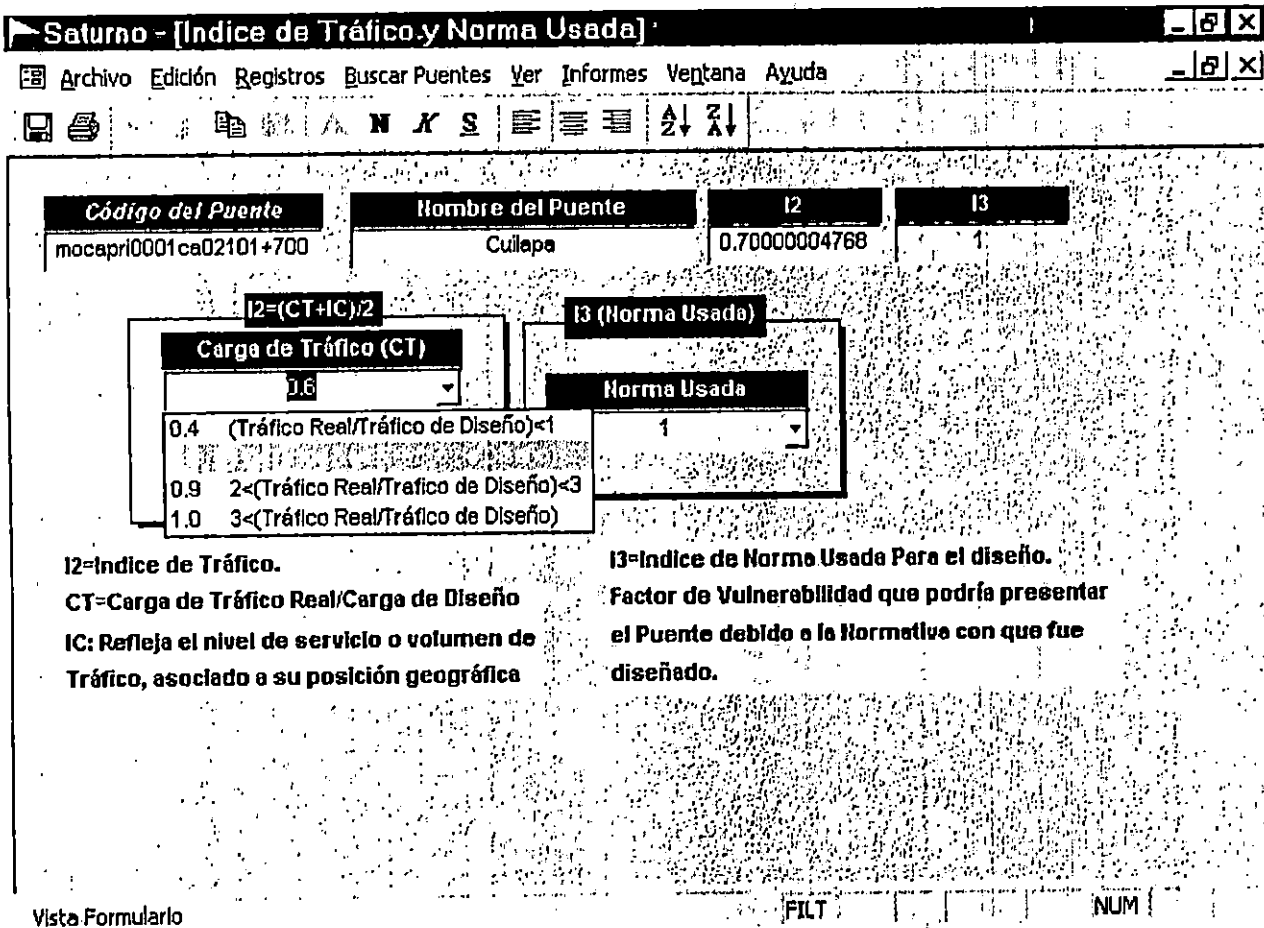 Saturno - [Indice de Tráfico.y Norma Usada]
Archivo Edición Registros Buscar Puentes Ver Informes Ventana Ayuda
N K S
Código del Puente Nombre del Puente I2 I3
mocapri0001ca02101+700 Cuilapa 0.70000004768 1
I2=(CT+IC)/2 I3 (Norma Usada)
Carga de Tráfico (CT)
0.6 Norma Usada
0.4 (Tráfico Real/Tráfico de Diseño)<1 1
0.9 2<(Tráfico Real/Trafico de Diseño)<3
1.0 3<(Tráfico Real/Tráfico de Diseño)
I2=Indice de Tráfico.
CT=Carga de Tráfico Real/Carga de Diseño
IC: Refleja el nivel de servicio o volumen de
Tráfico, asociado a su posición geográfica
I3=Indice de Norma Usada Para el diseño.
Factor de Vulnerabilidad que podría presentar
el Puente debido a la Normativa con que fue
diseñado.
Vista Formulario FILT NUM